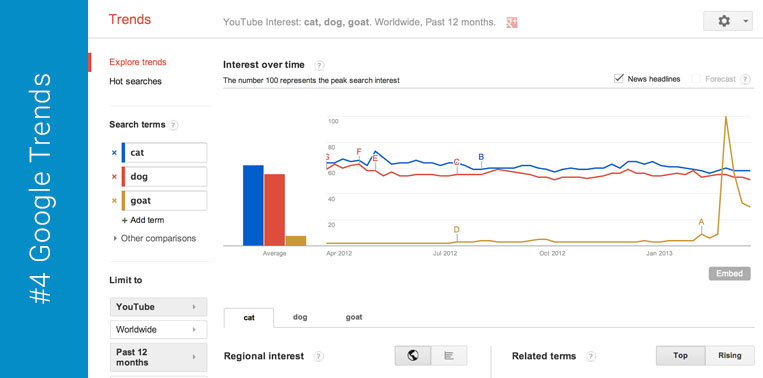 #4 Google Trends
Trends
YouTube Interest: cat, dog, goat. Worldwide, Past 12 months.
Explore trends
Hot searches
Search terms ?
× cat
× dog
× goat
+ Add term
Other comparisons
Limit to
YouTube
Worldwide
Past 12
months
Interest over time ?
The number 100 represents the peak search interest
News headlines
Forecast ?
100
80
60
40
20
G
F
E
C
B
D
A
Average
Apr 2012
Jul 2012
Oct 2012
Jan 2013
Embed
cat
dog
goat
Regional interest ?
Related terms ?
Top
Rising